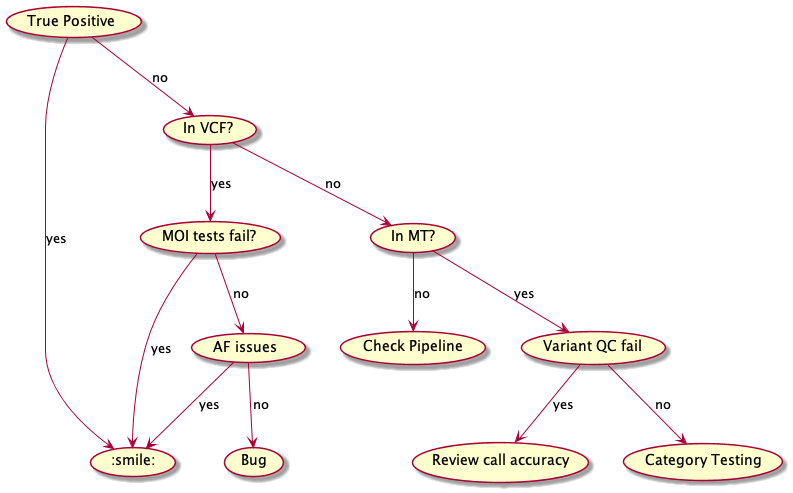 True Positive
no
In VCF?
yes
no
yes
MOI tests fail?
In MT?
no
no
yes
yes
AF issues
Check Pipeline
Variant QC fail
yes
no
yes
no
:smile:
Bug
Review call accuracy
Category Testing